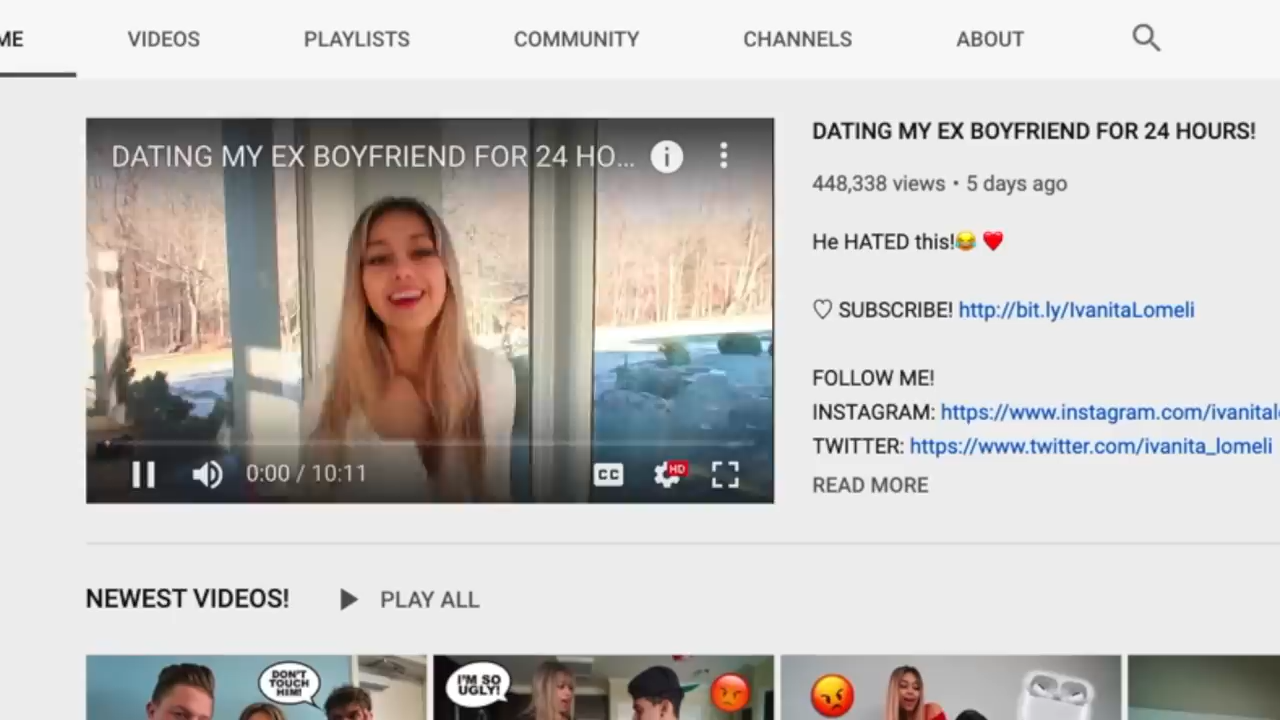 ME VIDEOS PLAYLISTS COMMUNITY CHANNELS ABOUT
DATING MY EX BOYFRIEND FOR 24 HO...
0:00 / 10:11
CC
HD
DATING MY EX BOYFRIEND FOR 24 HOURS!
448,338 views • 5 days ago
He HATED this!😂 ❤️
♡ SUBSCRIBE! http://bit.ly/IvanitaLomeli
FOLLOW ME!
INSTAGRAM: https://www.instagram.com/ivanital
TWITTER: https://www.twitter.com/ivanita_lomeli
READ MORE
NEWEST VIDEOS! PLAY ALL
DON'T
TOUCH
HIM!
I'M SO
UGLY!